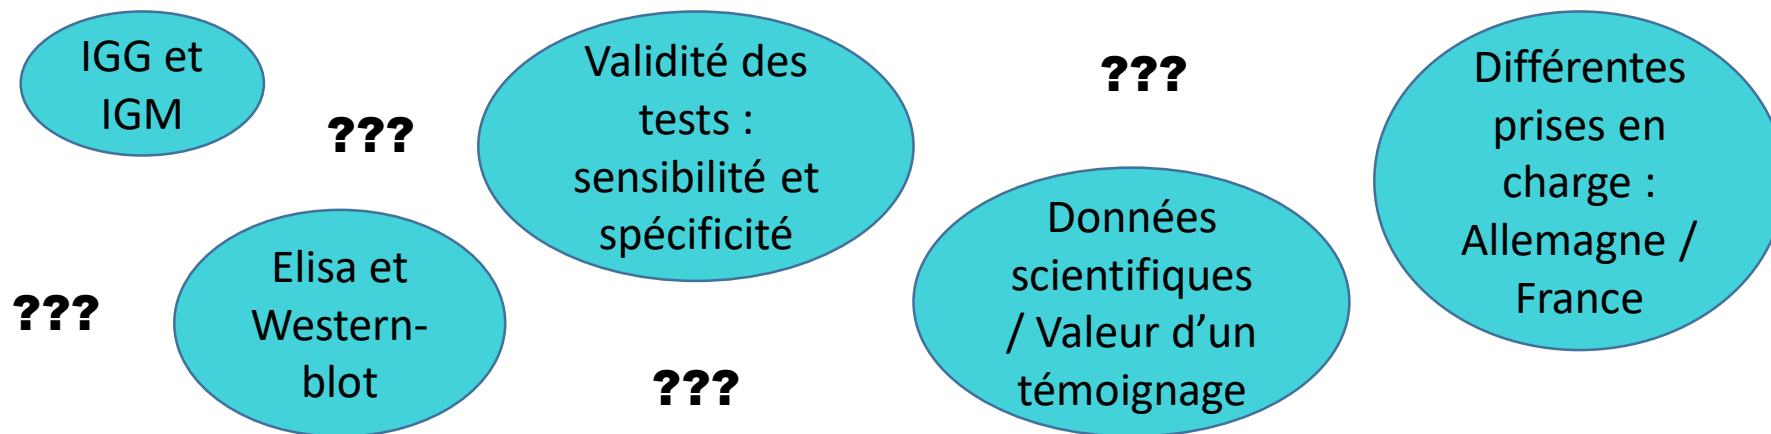 IGG et
IGM
???
???
Elisa et
Western-
blot
Validité des
tests :
sensibilité et
spécificité
???
???
Données
scientifiques
/ Valeur d’un
témoignage
Différentes
prises en
charge :
Allemagne /
France